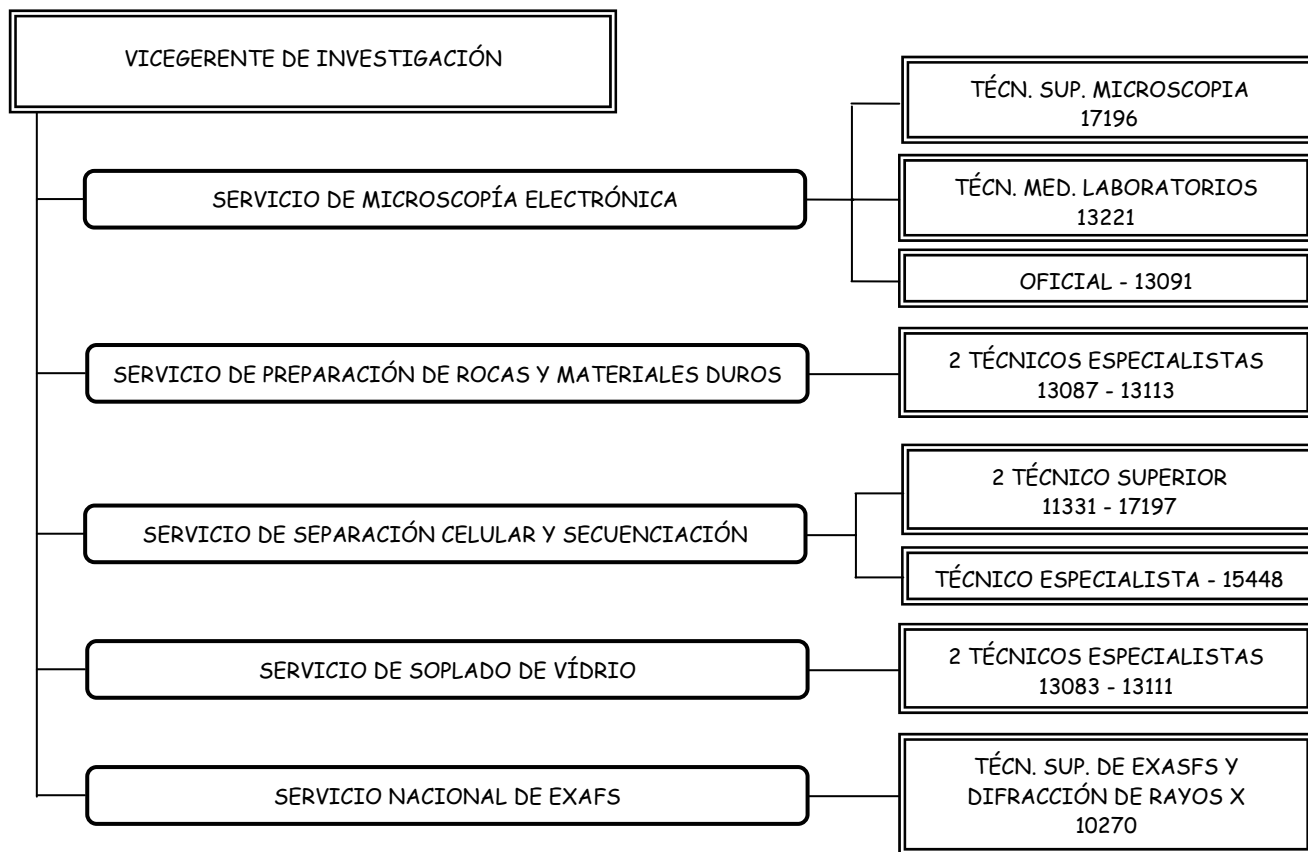 VICEGERENTE DE INVESTIGACIÓN
SERVICIO DE MICROSCOPÍA ELECTRÓNICA
TÉCN. SUP. MICROSCOPIA
17196
TÉCN. MED. LABORATORIOS
13221
OFICIAL - 13091
SERVICIO DE PREPARACIÓN DE ROCAS Y MATERIALES DUROS
2 TÉCNICOS ESPECIALISTAS
13087 - 13113
SERVICIO DE SEPARACIÓN CELULAR Y SECUENCIACIÓN
2 TÉCNICO SUPERIOR
11331 - 17197
TÉCNICO ESPECIALISTA - 15448
SERVICIO DE SOPLADO DE VÍDRIO
2 TÉCNICOS ESPECIALISTAS
13083 - 13111
SERVICIO NACIONAL DE EXAFS
TÉCN. SUP. DE EXASFS Y
DIFRACCIÓN DE RAYOS X
10270